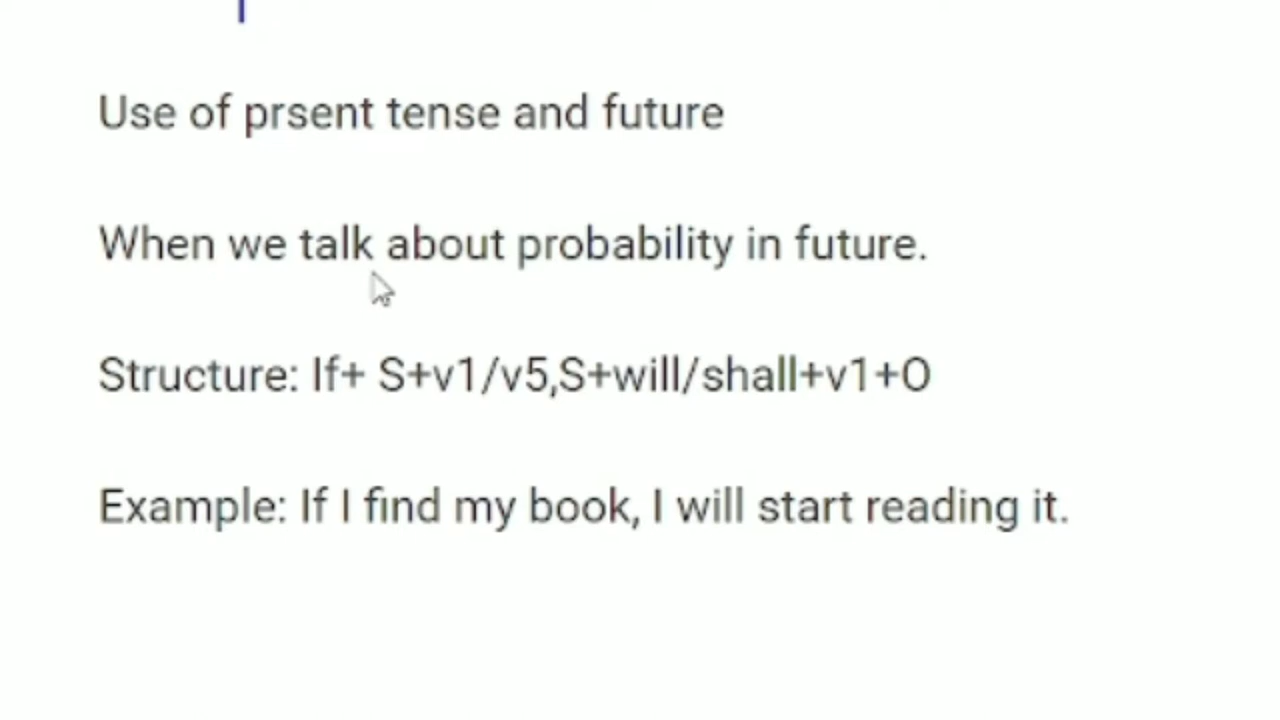 Use of prsent tense and future
When we talk about probability in future.
Structure: If+ S+v1/v5,S+will/shall+v1+O
Example: If I find my book, I will start reading it.